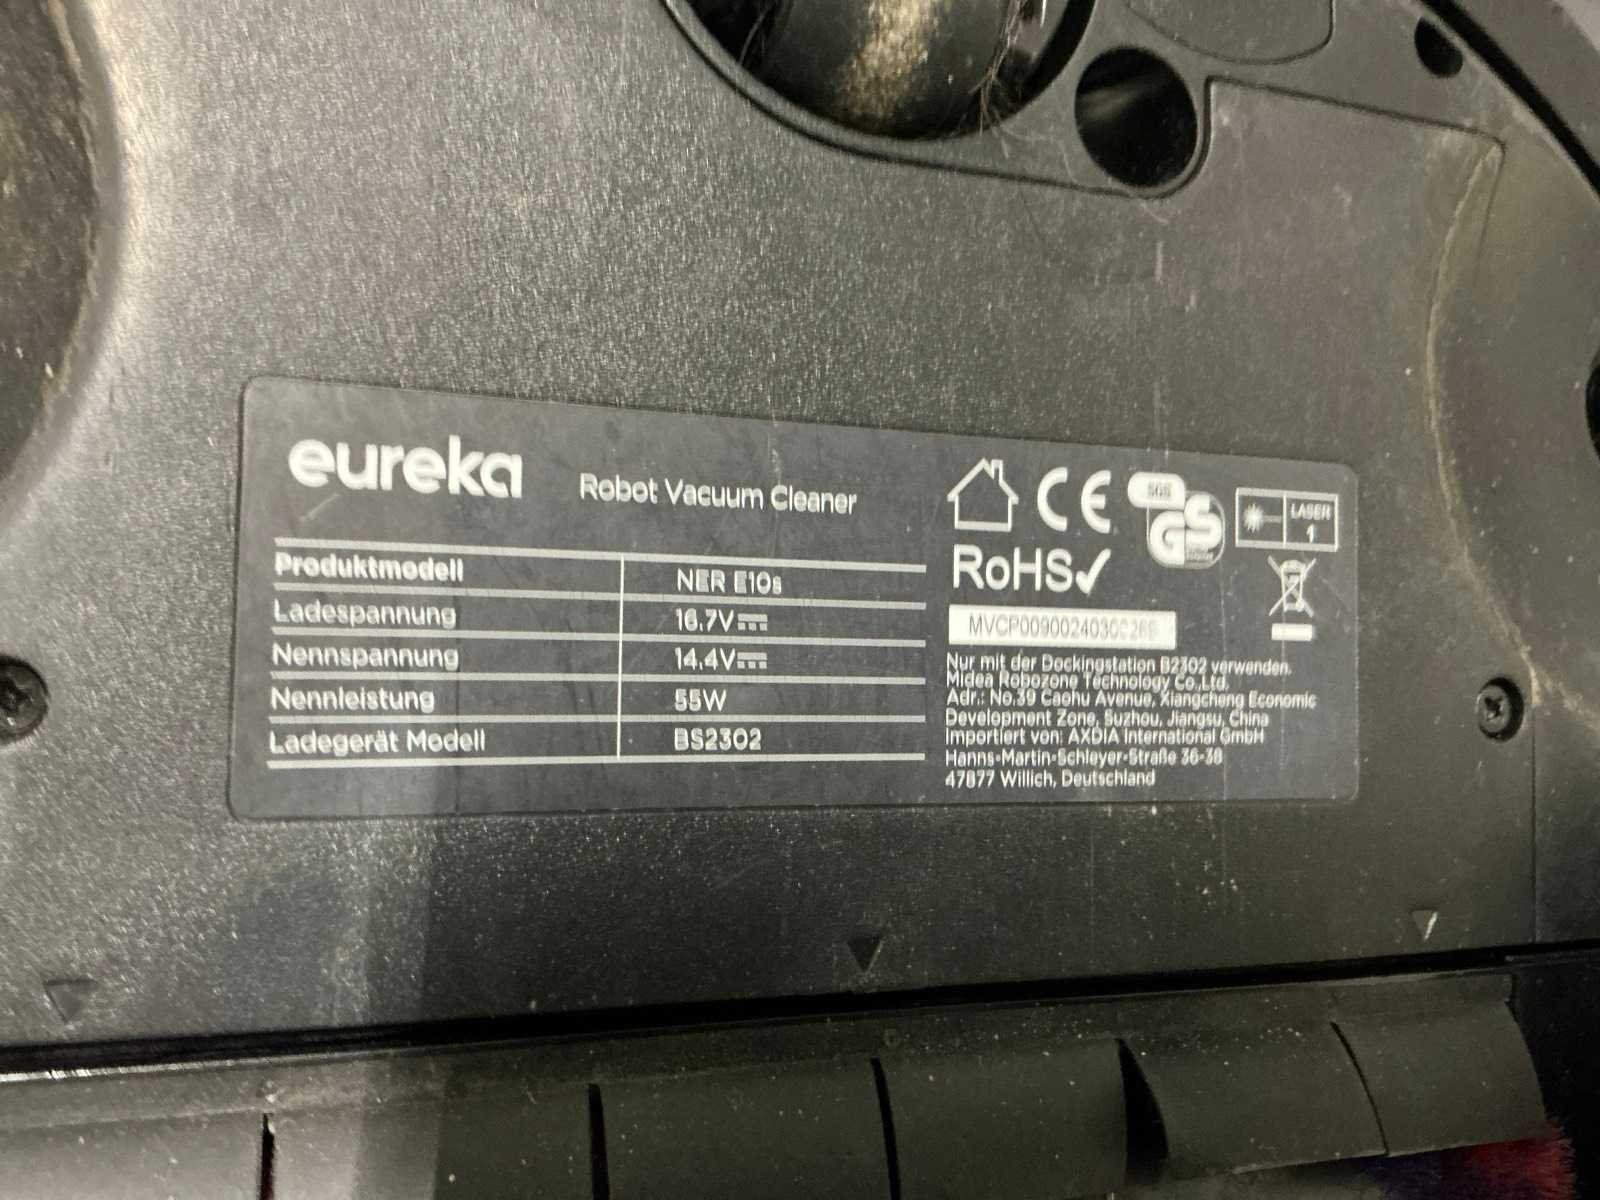 eureka Robot Vacuum Cleaner
Produktmodell NER E10s
Ladespannung 16.7V
Nennspannung 14.4V
Nennleistung 55W
Ladegerät Modell BS2302
CE
SGS
GS
LASER
1
RoHS
Nur mit der Dockingstation B2302 verwenden.
Midea Robozone Technology Co.,Ltd.
Adr.: No.39 Caohu Avenue, Xiangcheng Economic
Development Zone, Suzhou, Jiangsu, China
Importiert von: AXDIA International GmbH
Hanns-Martin-Schleyer-Straße 36-38
47877 Willich, Deutschland